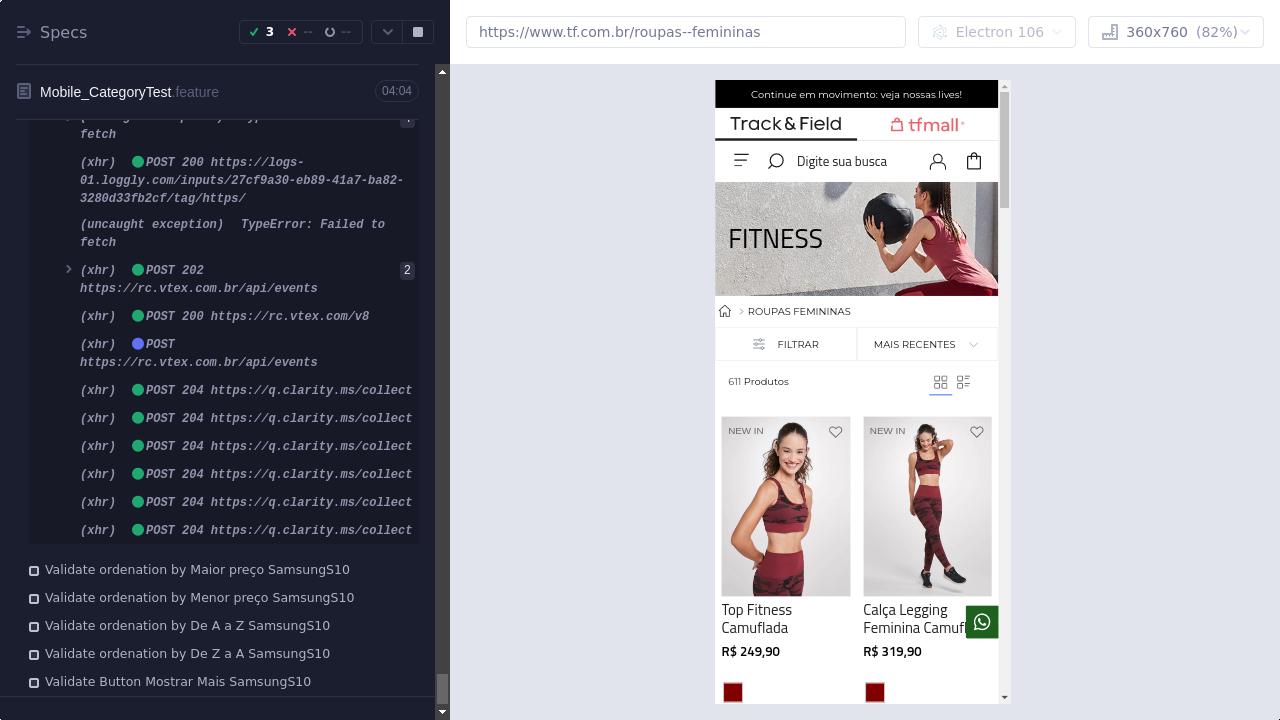 Specs
3
--
--
https://www.tf.com.br/roupas--femininas
Electron 106
360x760 (82%)
Mobile_CategoryTest.feature
04:04
fetch
(xhr) POST 200 https://logs-
01.loggly.com/inputs/27cf9a30-eb89-41a7-ba82-
3280d33fb2cf/tag/https/
(uncaught exception) TypeError: Failed to
fetch
(xhr) POST 202
https://rc.vtex.com.br/api/events
2
(xhr) POST 200 https://rc.vtex.com/v8
(xhr) POST
https://rc.vtex.com.br/api/events
(xhr) POST 204 https://q.clarity.ms/collect
(xhr) POST 204 https://q.clarity.ms/collect
(xhr) POST 204 https://q.clarity.ms/collect
(xhr) POST 204 https://q.clarity.ms/collect
(xhr) POST 204 https://q.clarity.ms/collect
(xhr) POST 204 https://q.clarity.ms/collect
Validate ordenation by Maior preço SamsungS10
Validate ordenation by Menor preço SamsungS10
Validate ordenation by De A a Z SamsungS10
Validate ordenation by De Z a A SamsungS10
Validate Button Mostrar Mais SamsungS10
Continue em movimento: veja nossas lives!
Track&Field
tfmall
Digite sua busca
FITNESS
ROUPAS FEMININAS
FILTRAR
MAIS RECENTES
611 Produtos
NEW IN
NEW IN
Top Fitness
Camuflada
R$ 249,90
Calça Legging
Feminina Camufl
R$ 319,90